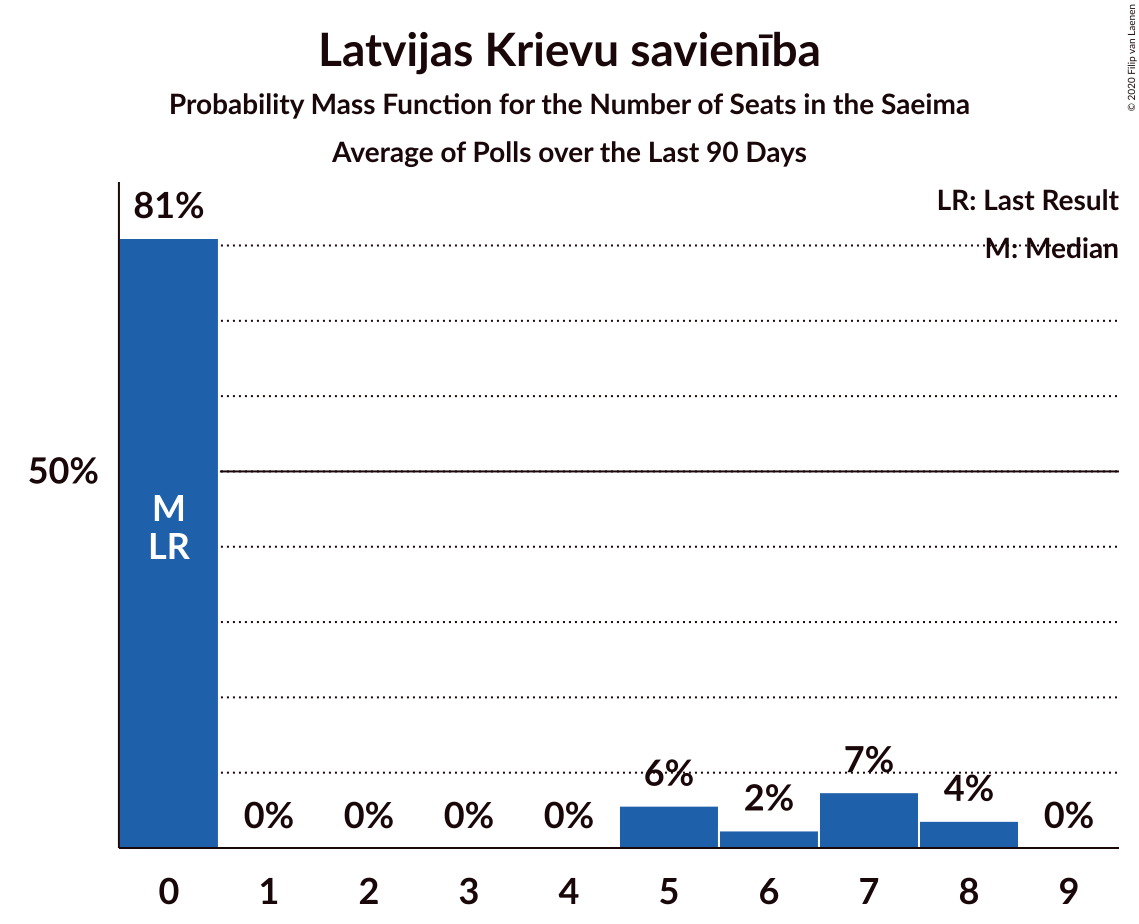 Latvijas Krievu savienība
Probability Mass Function for the Number of Seats in the Saeima
Average of Polls over the Last 90 Days
© 2020 Filip van Laenen
LR: Last Result
M: Median
81%
50%
M
LR
0%
0%
0%
0%
6%
2%
7%
4%
0%
0
1
2
3
4
5
6
7
8
9